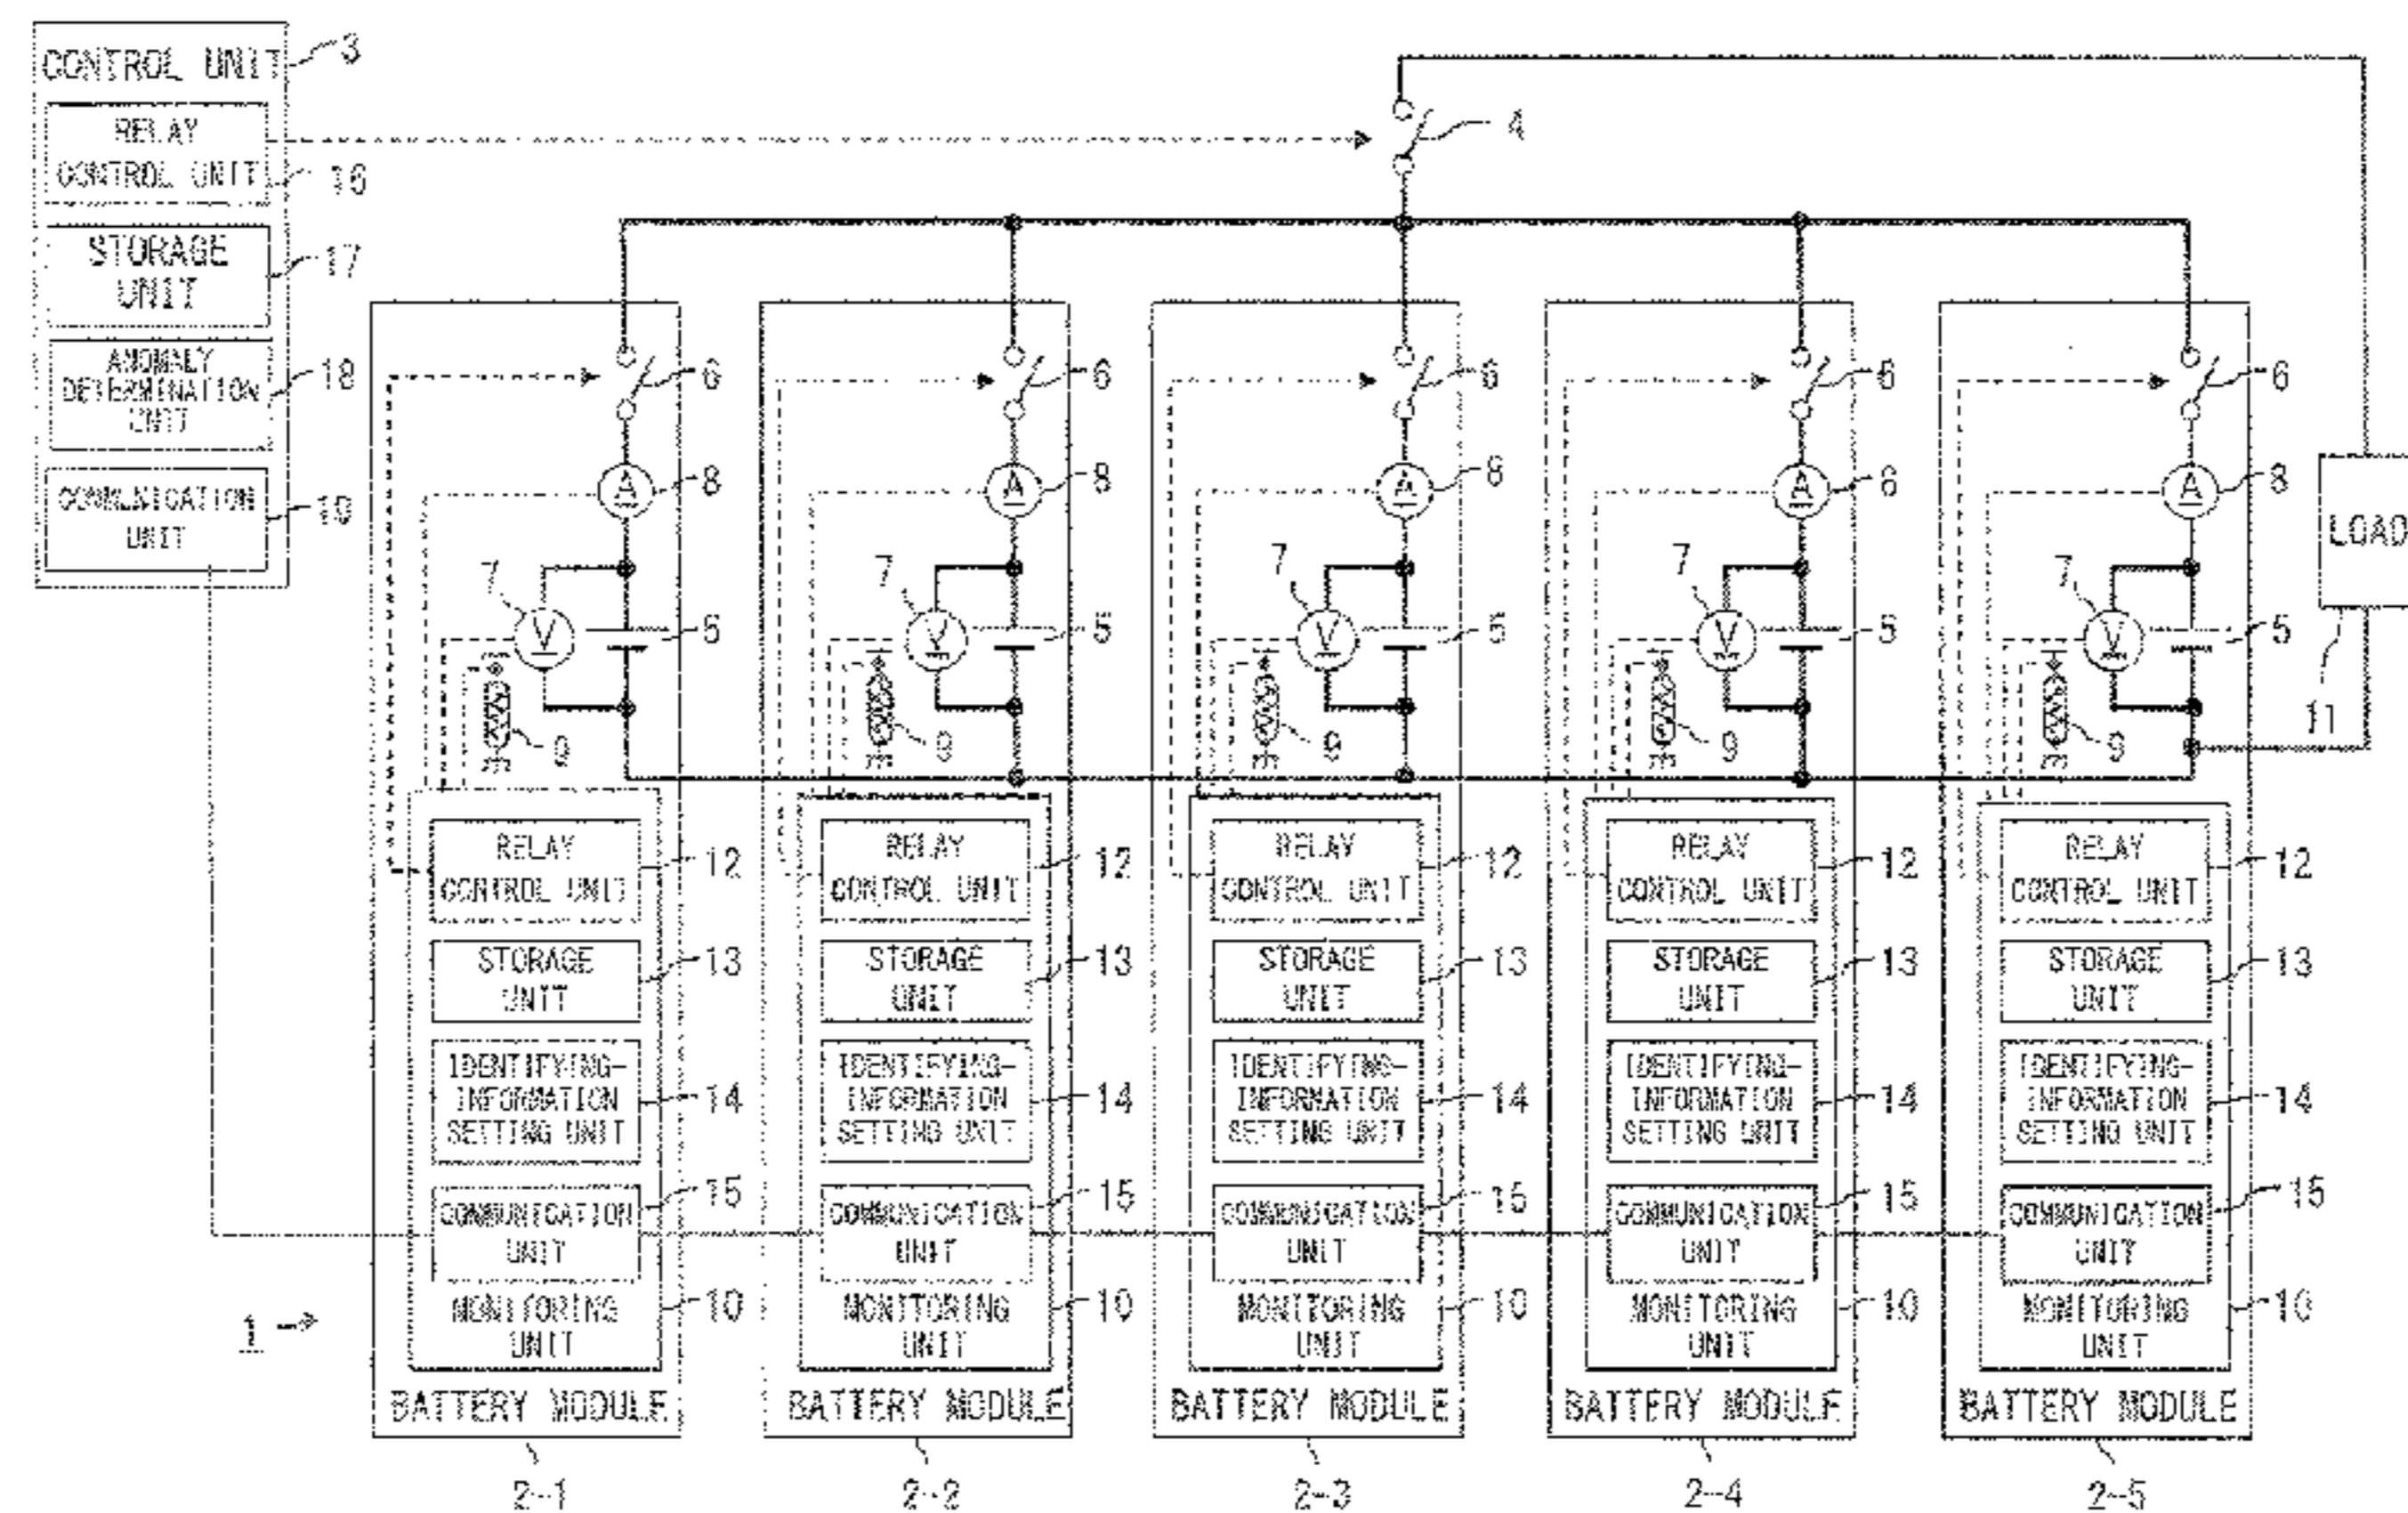 CONTROL UNIT
3
RELAY
CONTROL UNIT
16
STORAGE
UNIT
17
ANOMALY
DETERMINATION
UNIT
18
COMMUNICATION
UNIT
19
4
6
6
6
6
6
8
8
8
8
8
7
7
7
7
7
5
5
5
5
5
9
9
9
9
9
LOAD
11
RELAY
CONTROL UNIT
12
STORAGE
UNIT
13
IDENTIFYING-
INFORMATION
SETTING UNIT
14
COMMUNICATION
UNIT
15
MONITORING
UNIT
10
BATTERY MODULE
2-1
RELAY
CONTROL UNIT
12
STORAGE
UNIT
13
IDENTIFYING-
INFORMATION
SETTING UNIT
14
COMMUNICATION
UNIT
15
MONITORING
UNIT
10
BATTERY MODULE
2-2
RELAY
CONTROL UNIT
12
STORAGE
UNIT
13
IDENTIFYING-
INFORMATION
SETTING UNIT
14
COMMUNICATION
UNIT
15
MONITORING
UNIT
10
BATTERY MODULE
2-3
RELAY
CONTROL UNIT
12
STORAGE
UNIT
13
IDENTIFYING-
INFORMATION
SETTING UNIT
14
COMMUNICATION
UNIT
15
MONITORING
UNIT
10
BATTERY MODULE
2-4
RELAY
CONTROL UNIT
12
STORAGE
UNIT
13
IDENTIFYING-
INFORMATION
SETTING UNIT
14
COMMUNICATION
UNIT
15
MONITORING
UNIT
10
BATTERY MODULE
2-5
A
A
A
A
A
V
V
V
V
V
1